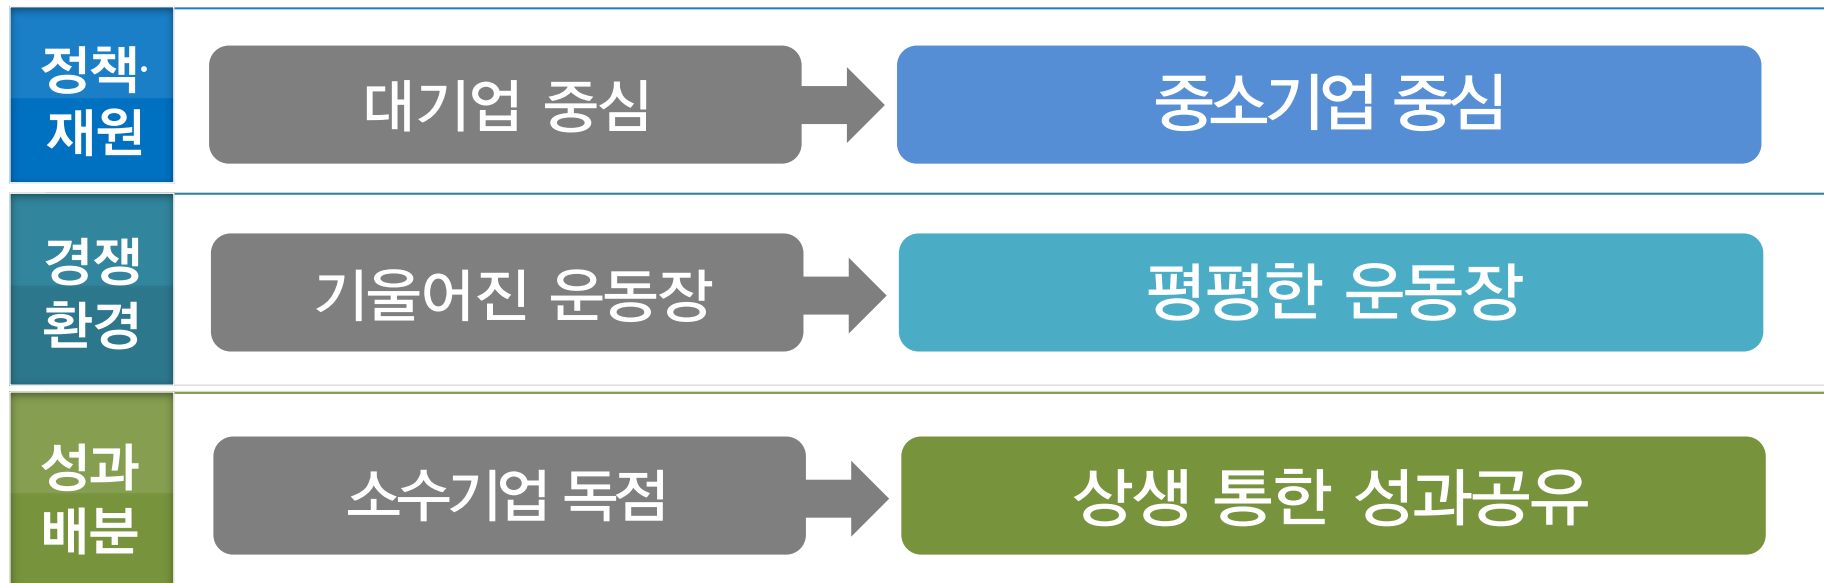 정책·
재원
대기업 중심
중소기업 중심
경쟁
환경
기울어진 운동장
평평한 운동장
성과
배분
소수기업 독점
상생 통한 성과공유